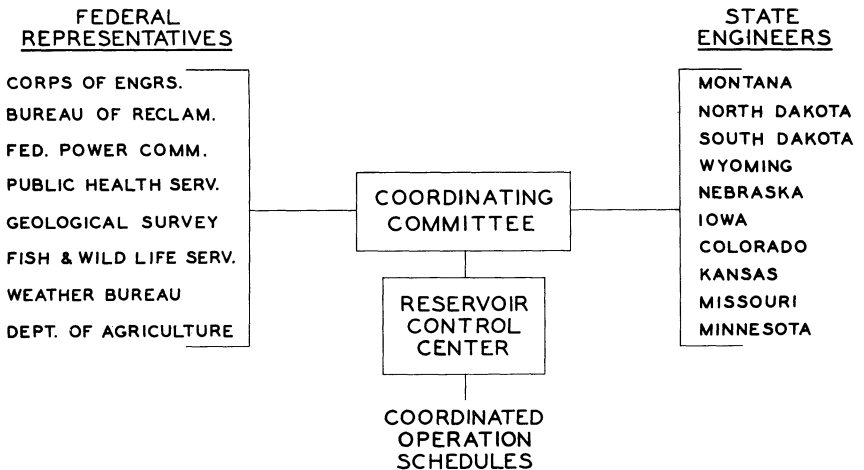 FEDERAL
REPRESENTATIVES
CORPS OF ENGRS.
BUREAU OF RECLAM.
FED. POWER COMM.
PUBLIC HEALTH SERV.
GEOLOGICAL SURVEY
FISH & WILD LIFE SERV.
WEATHER BUREAU
DEPT. OF AGRICULTURE
COORDINATING
COMMITTEE
RESERVOIR
CONTROL
CENTER
COORDINATED
OPERATION
SCHEDULES
STATE
ENGINEERS
MONTANA
NORTH DAKOTA
SOUTH DAKOTA
WYOMING
NEBRASKA
IOWA
COLORADO
KANSAS
MISSOURI
MINNESOTA